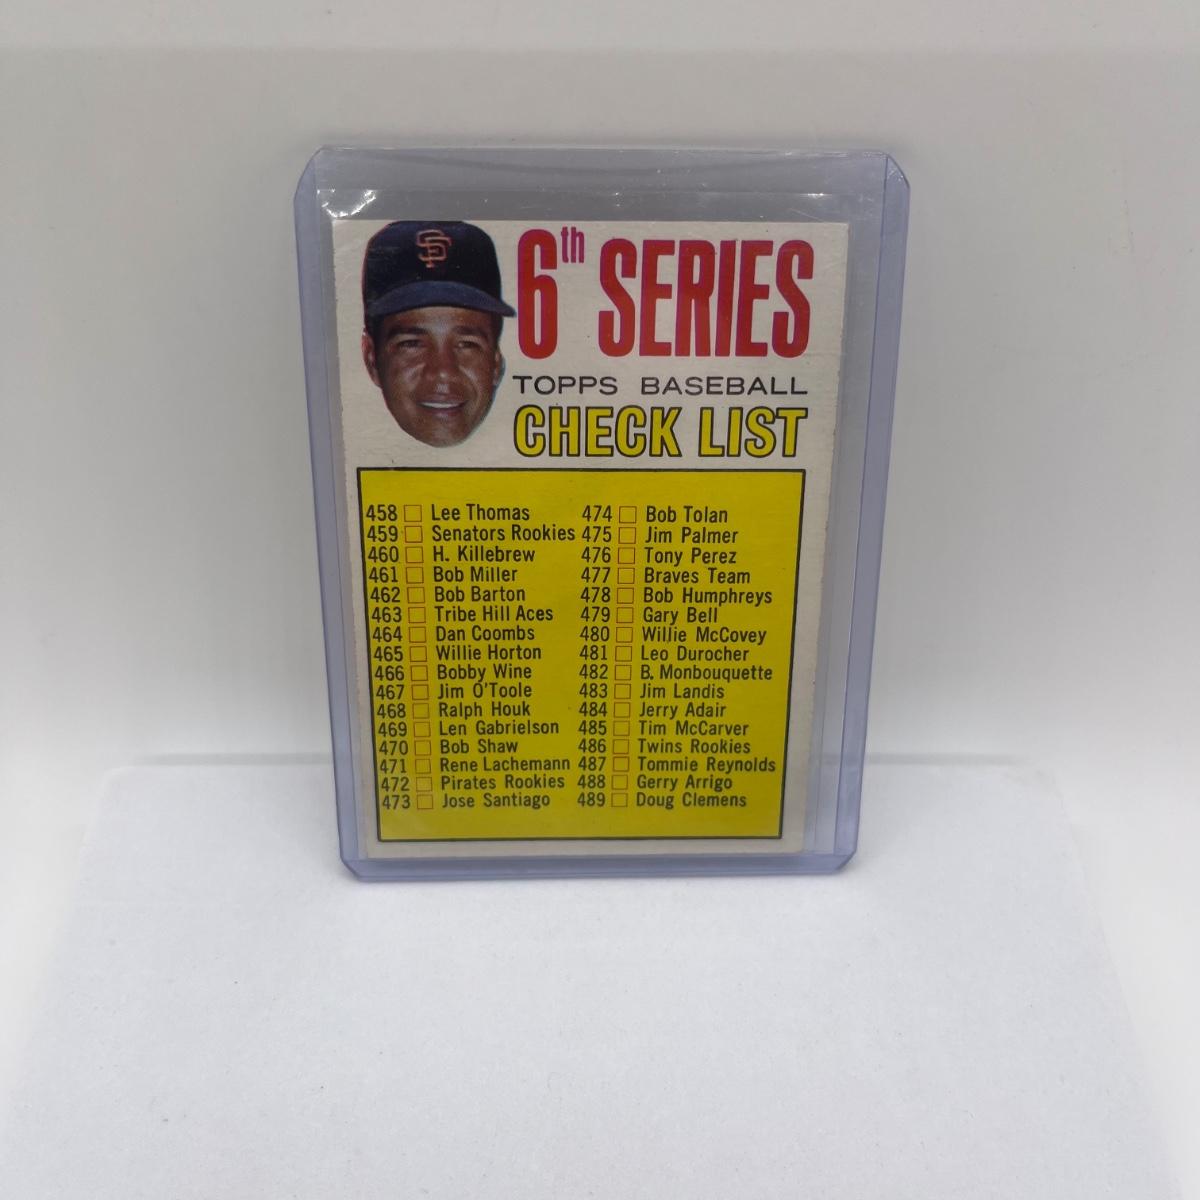 SF
6th SERIES
TOPPS BASEBALL
CHECK LIST
458 Lee Thomas
459 Senators Rookies
460 H. Killebrew
461 Bob Miller
462 Bob Barton
463 Tribe Hill Aces
464 Dan Coombs
465 Willie Horton
466 Bobby Wine
467 Jim O'Toole
468 Ralph Houk
469 Len Gabrielson
470 Bob Shaw
471 Rene Lachemann
472 Pirates Rookies
473 Jose Santiago
474 Bob Tolan
475 Jim Palmer
476 Tony Perez
477 Braves Team
478 Bob Humphreys
479 Gary Bell
480 Willie McCovey
481 Leo Durocher
482 B. Monbouquette
483 Jim Landis
484 Jerry Adair
485 Tim McCarver
486 Twins Rookies
487 Tommie Reynolds
488 Gerry Arrigo
489 Doug Clemens